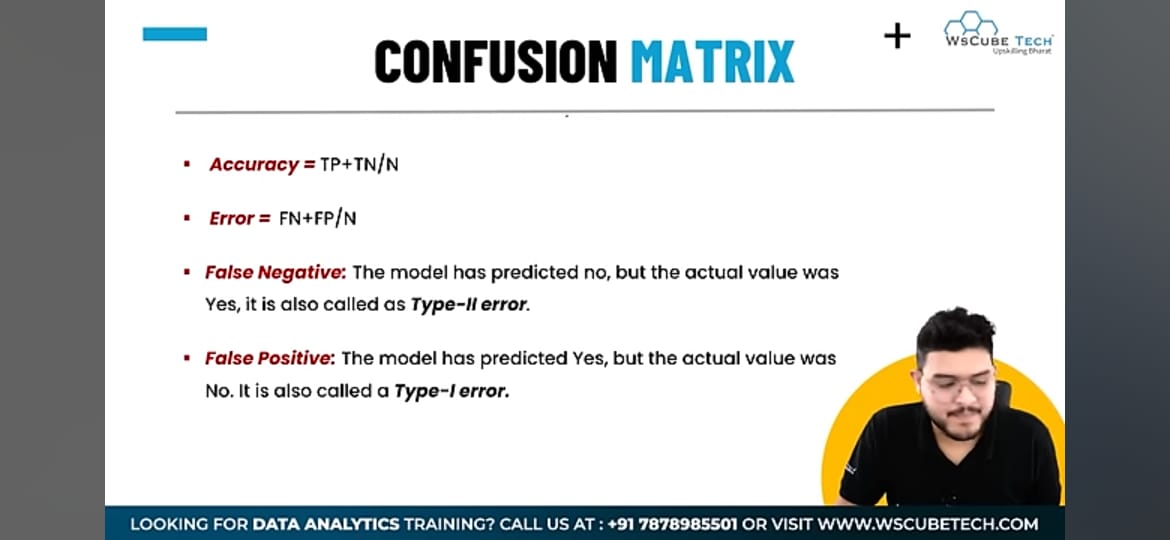 WsCube Tech
Upskilling Bharat
CONFUSION MATRIX
▪ Accuracy = TP+TN/N
▪ Error = FN+FP/N
▪ False Negative: The model has predicted no, but the actual value was
Yes, it is also called as Type-II error.
▪ False Positive: The model has predicted Yes, but the actual value was
No. It is also called a Type-I error.
LOOKING FOR DATA ANALYTICS TRAINING? CALL US AT : +91 7878985501 OR VISIT WWW.WSCUBETECH.COM